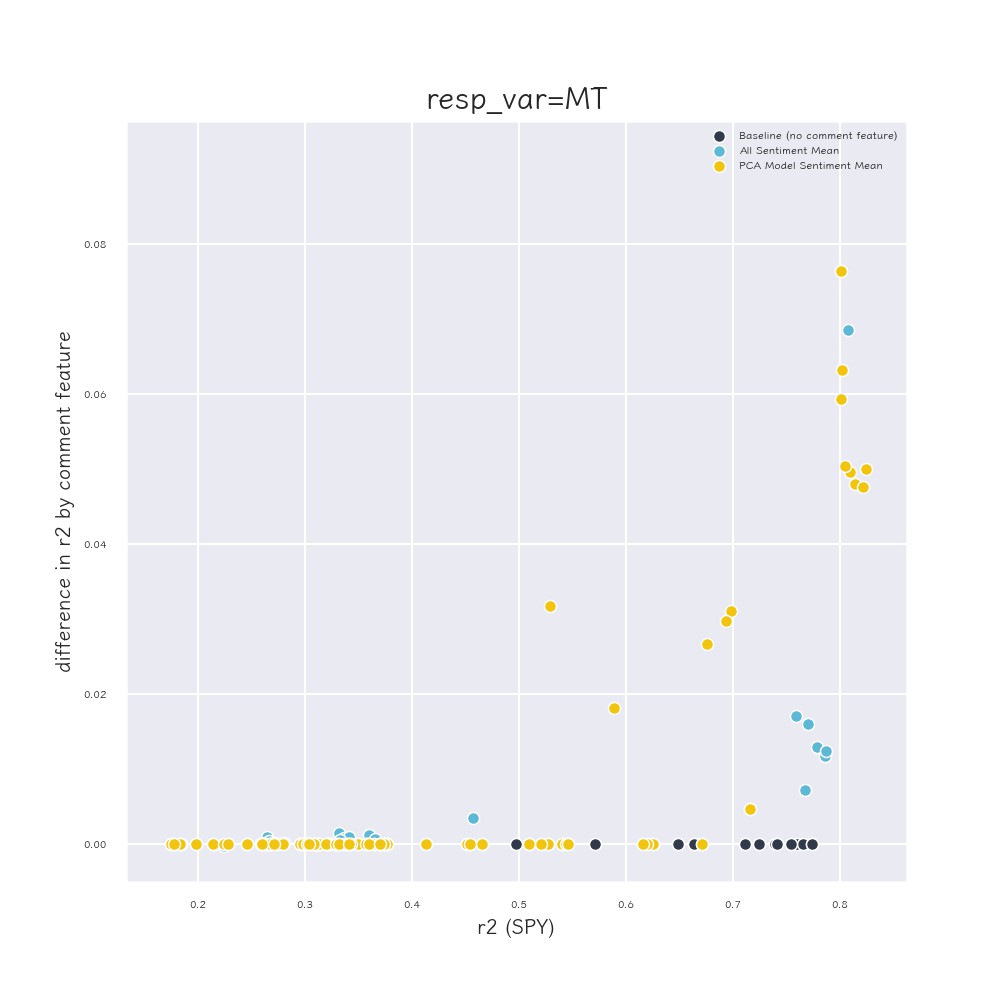 resp_var=MT
Baseline (no comment feature)
All Sentiment Mean
PCA Model Sentiment Mean
difference in r2 by comment feature
0.08
0.06
0.04
0.02
0.00
0.2 0.3 0.4 0.5 0.6 0.7 0.8
r2 (SPY)